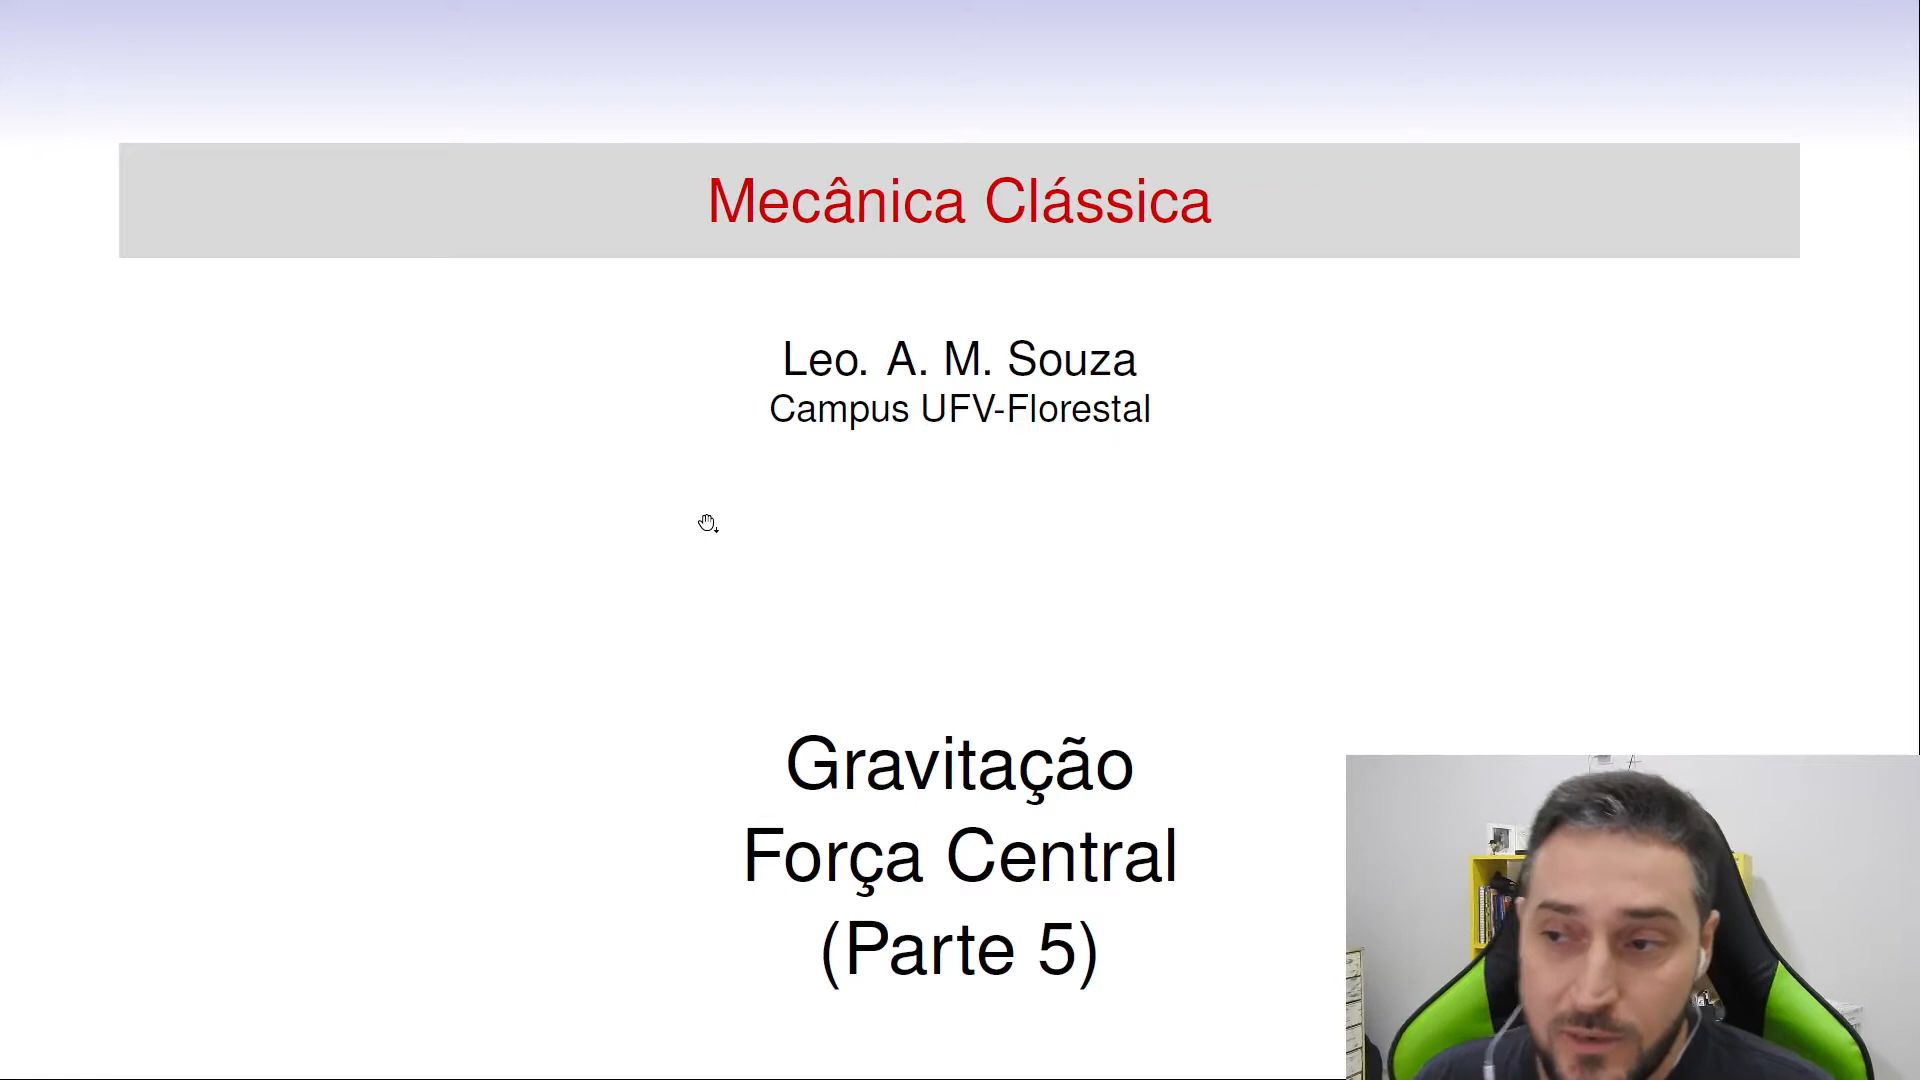 Mecânica Clássica
Leo. A. M. Souza
Campus UFV-Florestal
Gravitação
Força Central
(Parte 5)